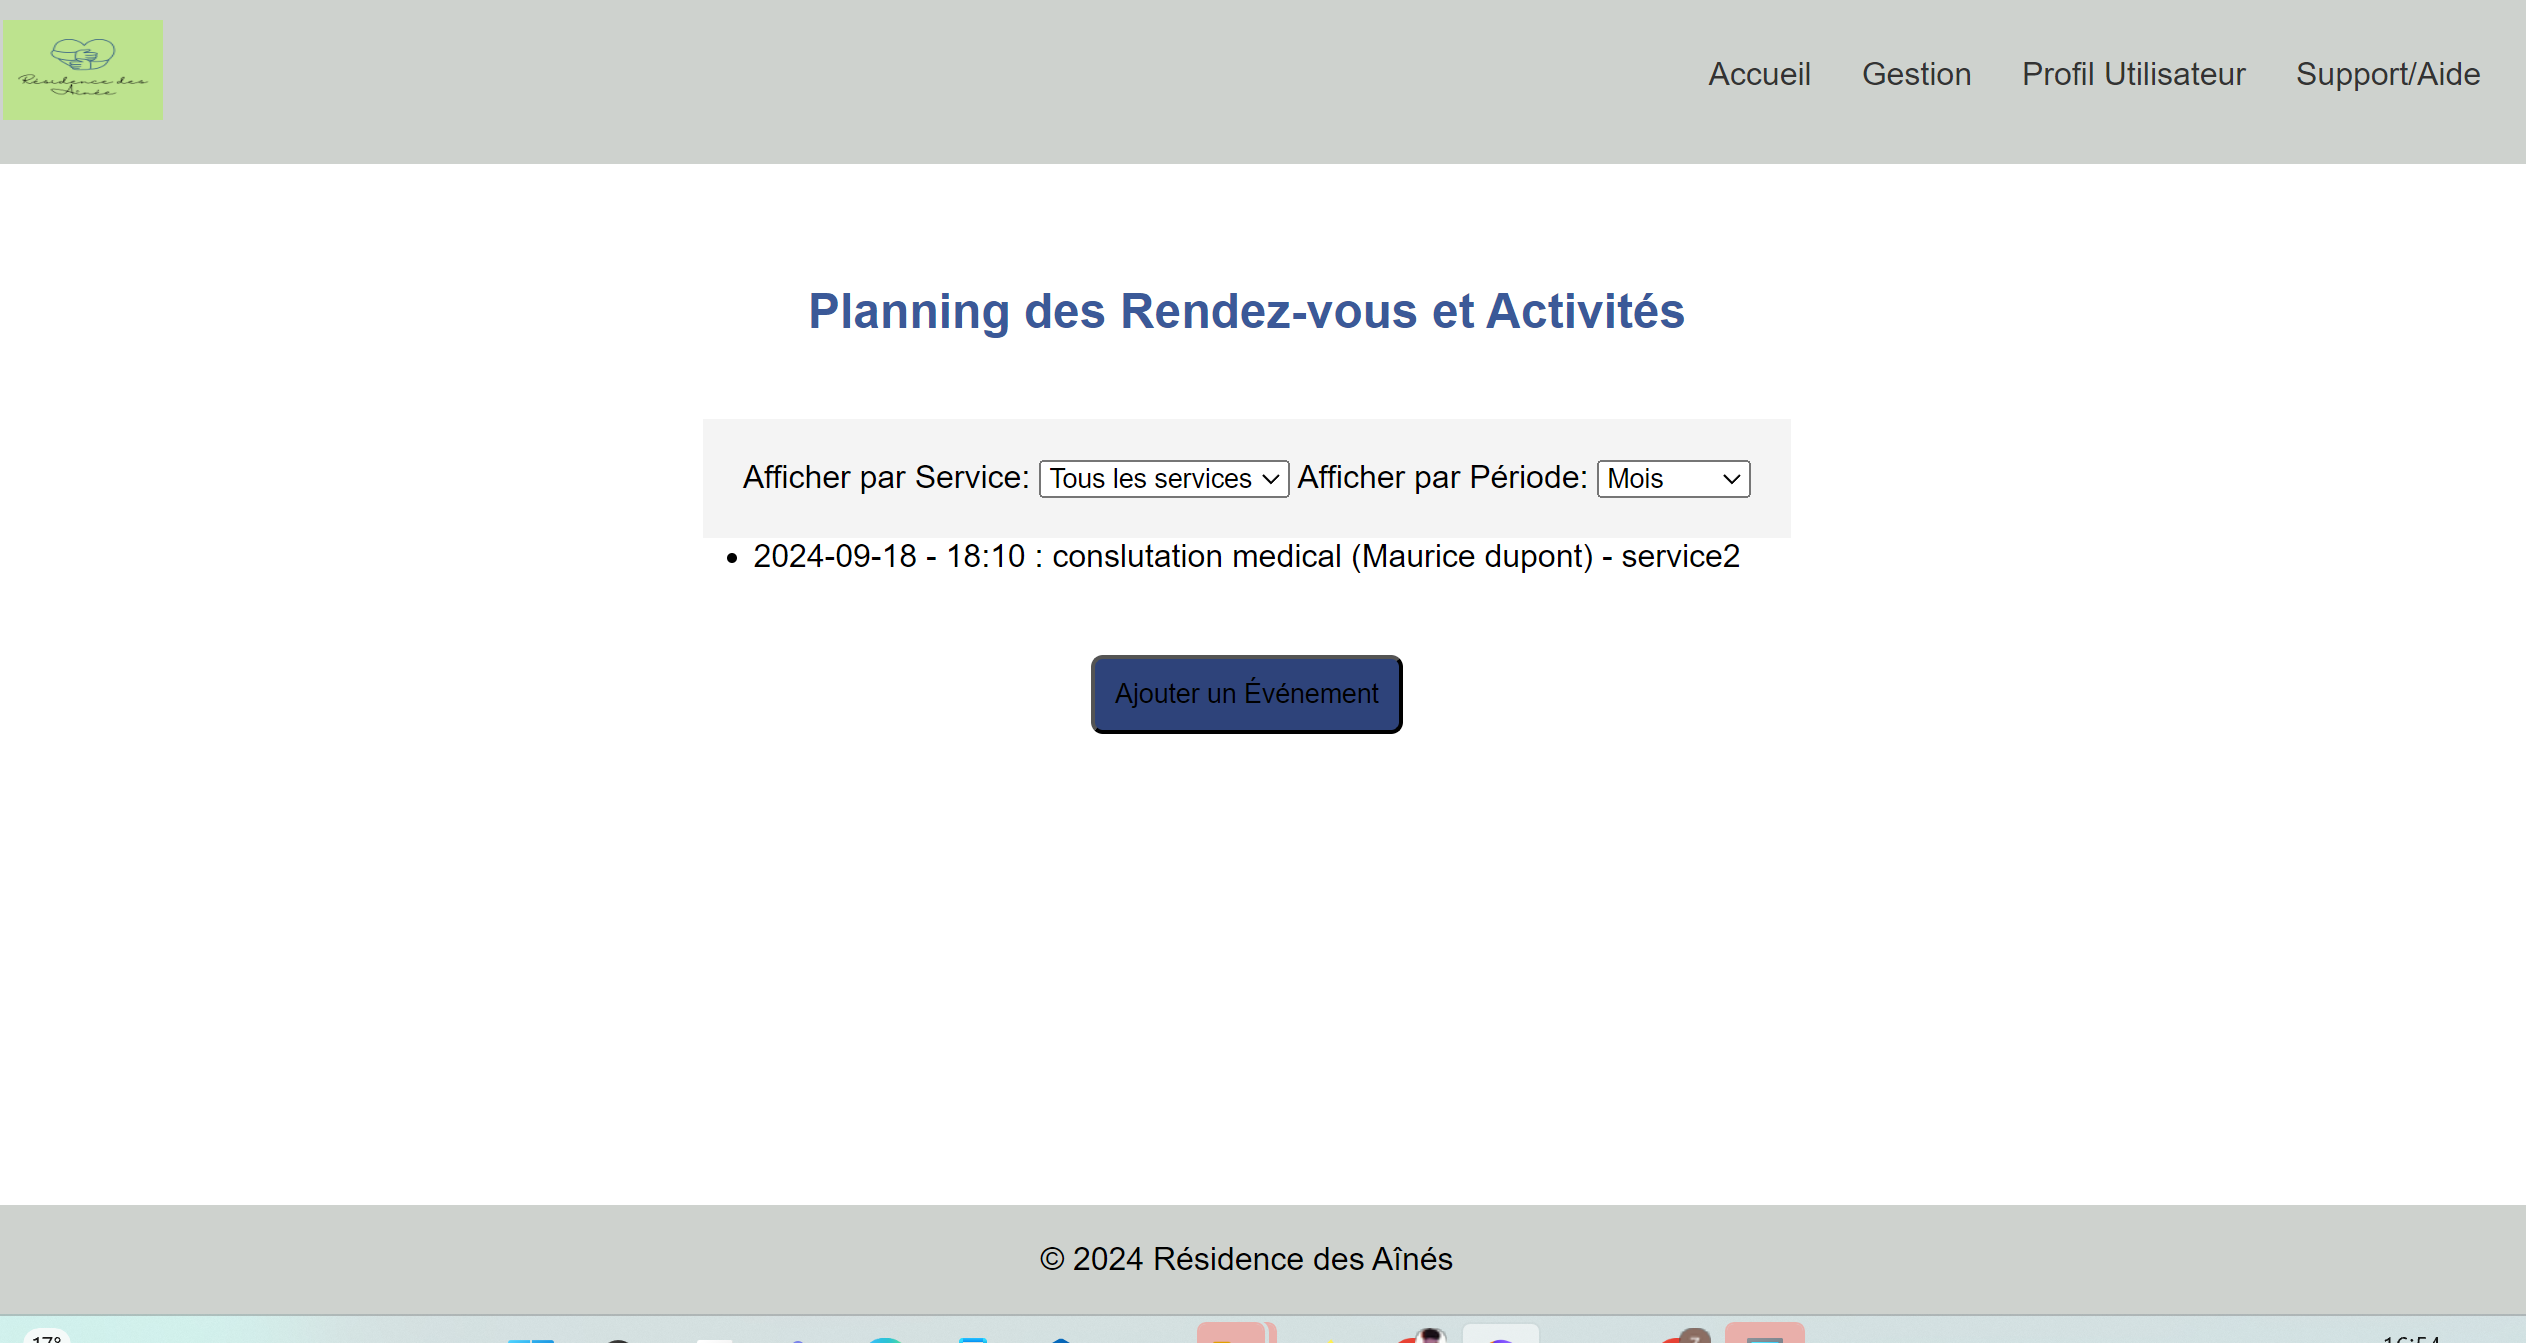 Résidence des
Aînés
Accueil Gestion Profil Utilisateur Support/Aide
Planning des Rendez-vous et Activités
Afficher par Service: Tous les services Afficher par Période: Mois
2024-09-18 - 18:10 : conslutation medical (Maurice dupont) - service2
Ajouter un Événement
© 2024 Résidence des Aînés